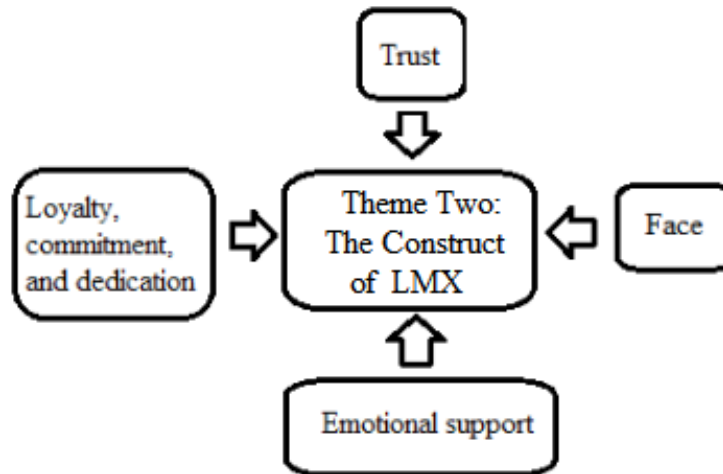 Trust
Loyalty,
commitment,
and dedication
Theme Two:
The Construct
of LMX
Face
Emotional support